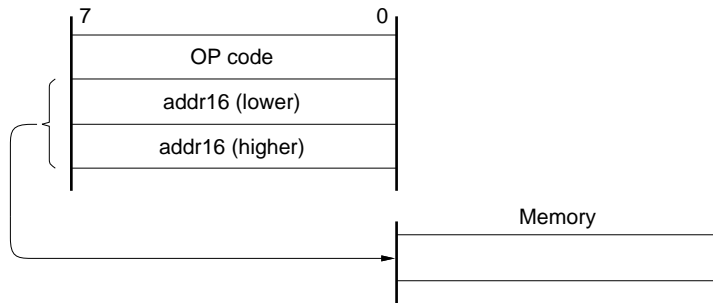 7 0
OP code
addr16 (lower)
addr16 (higher)
Memory